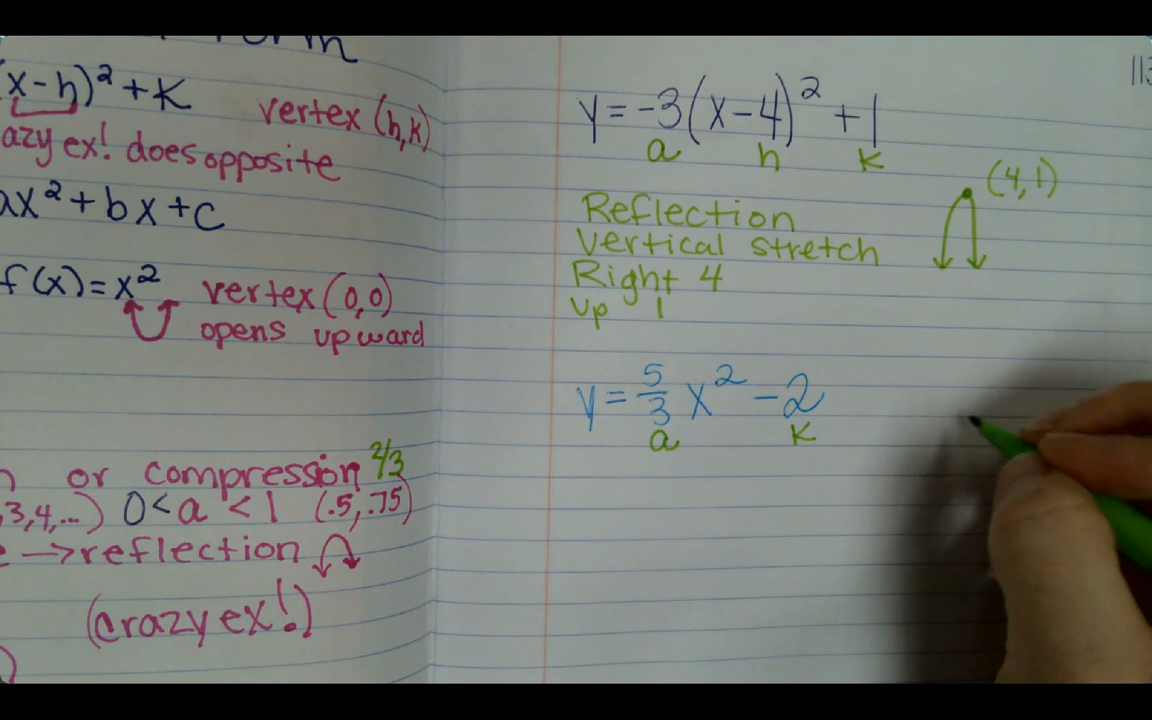 (x-h)² + K
vertex (h,k)
azy ex! does opposite
ax² + bx + c
f(x) = x² vertex (0,0)
opens upward
or compression 2/3
,3,4,...) 0<a<1 (.5,.75)
→reflection
(crazy ex!)
113
y = -3(x-4)² + 1
a h k
(4,1)
Reflection
vertical stretch
Right 4
up 1
y = 5/3 x² - 2
a k